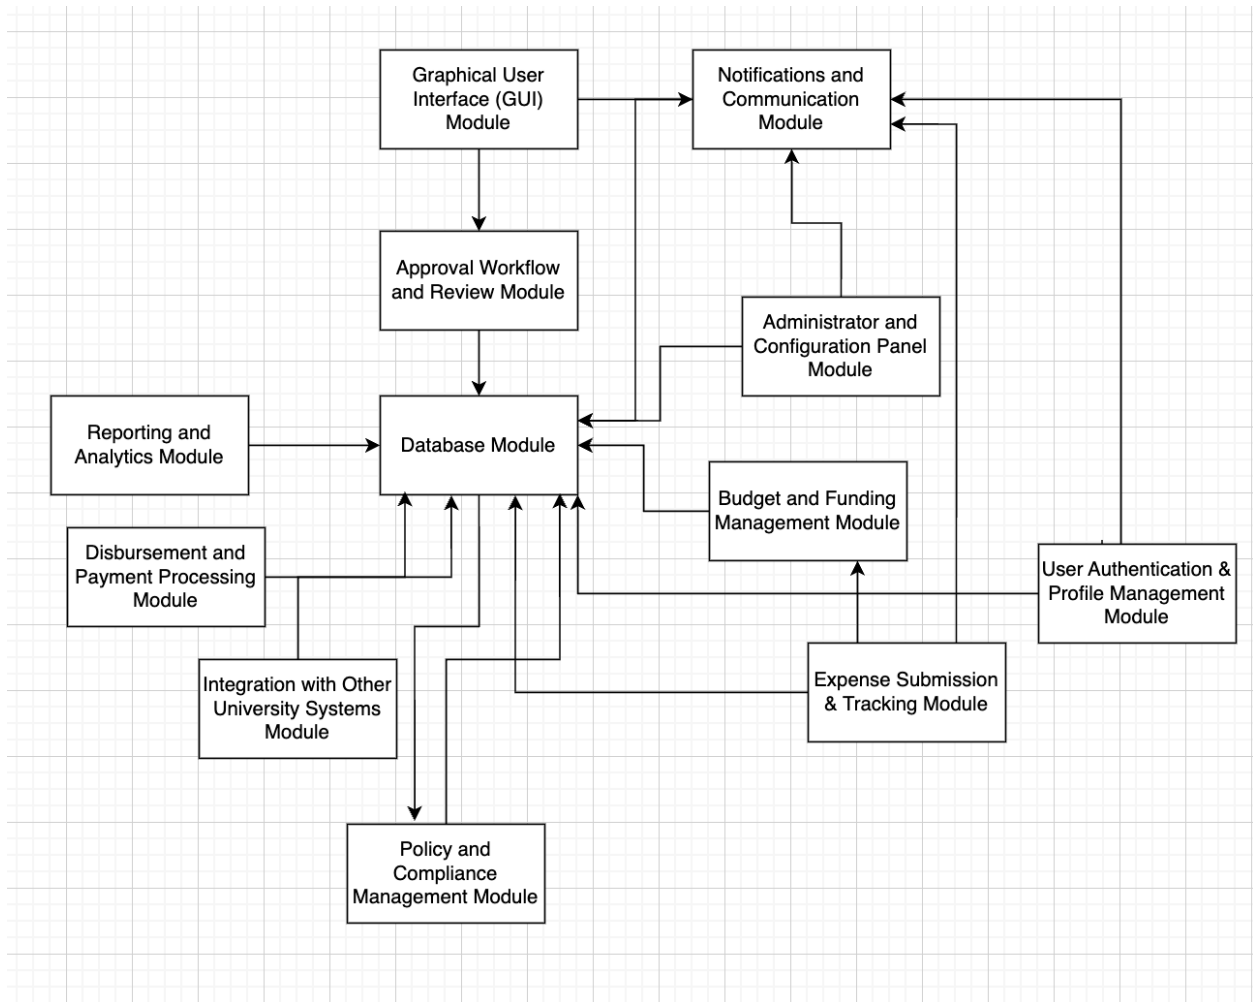 Graphical User
Interface (GUI)
Module
Notifications and
Communication
Module
Approval Workflow
and Review Module
Administrator and
Configuration Panel
Module
Reporting and
Analytics Module
Database Module
Budget and Funding
Management Module
Disbursement and
Payment Processing
Module
User Authentication &
Profile Management
Module
Integration with Other
University Systems
Module
Expense Submission
& Tracking Module
Policy and
Compliance
Management Module